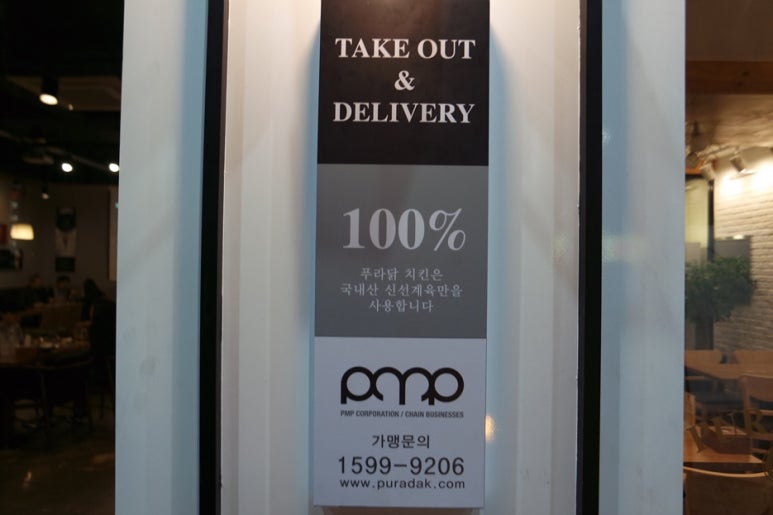 TAKE OUT
&
DELIVERY
100%
푸라닭 치킨은
국내산 신선계육만을
사용합니다
pmp
PMP CORPORATION / CHAIN BUSINESSES
가맹문의
1599-9206
www.puradak.com